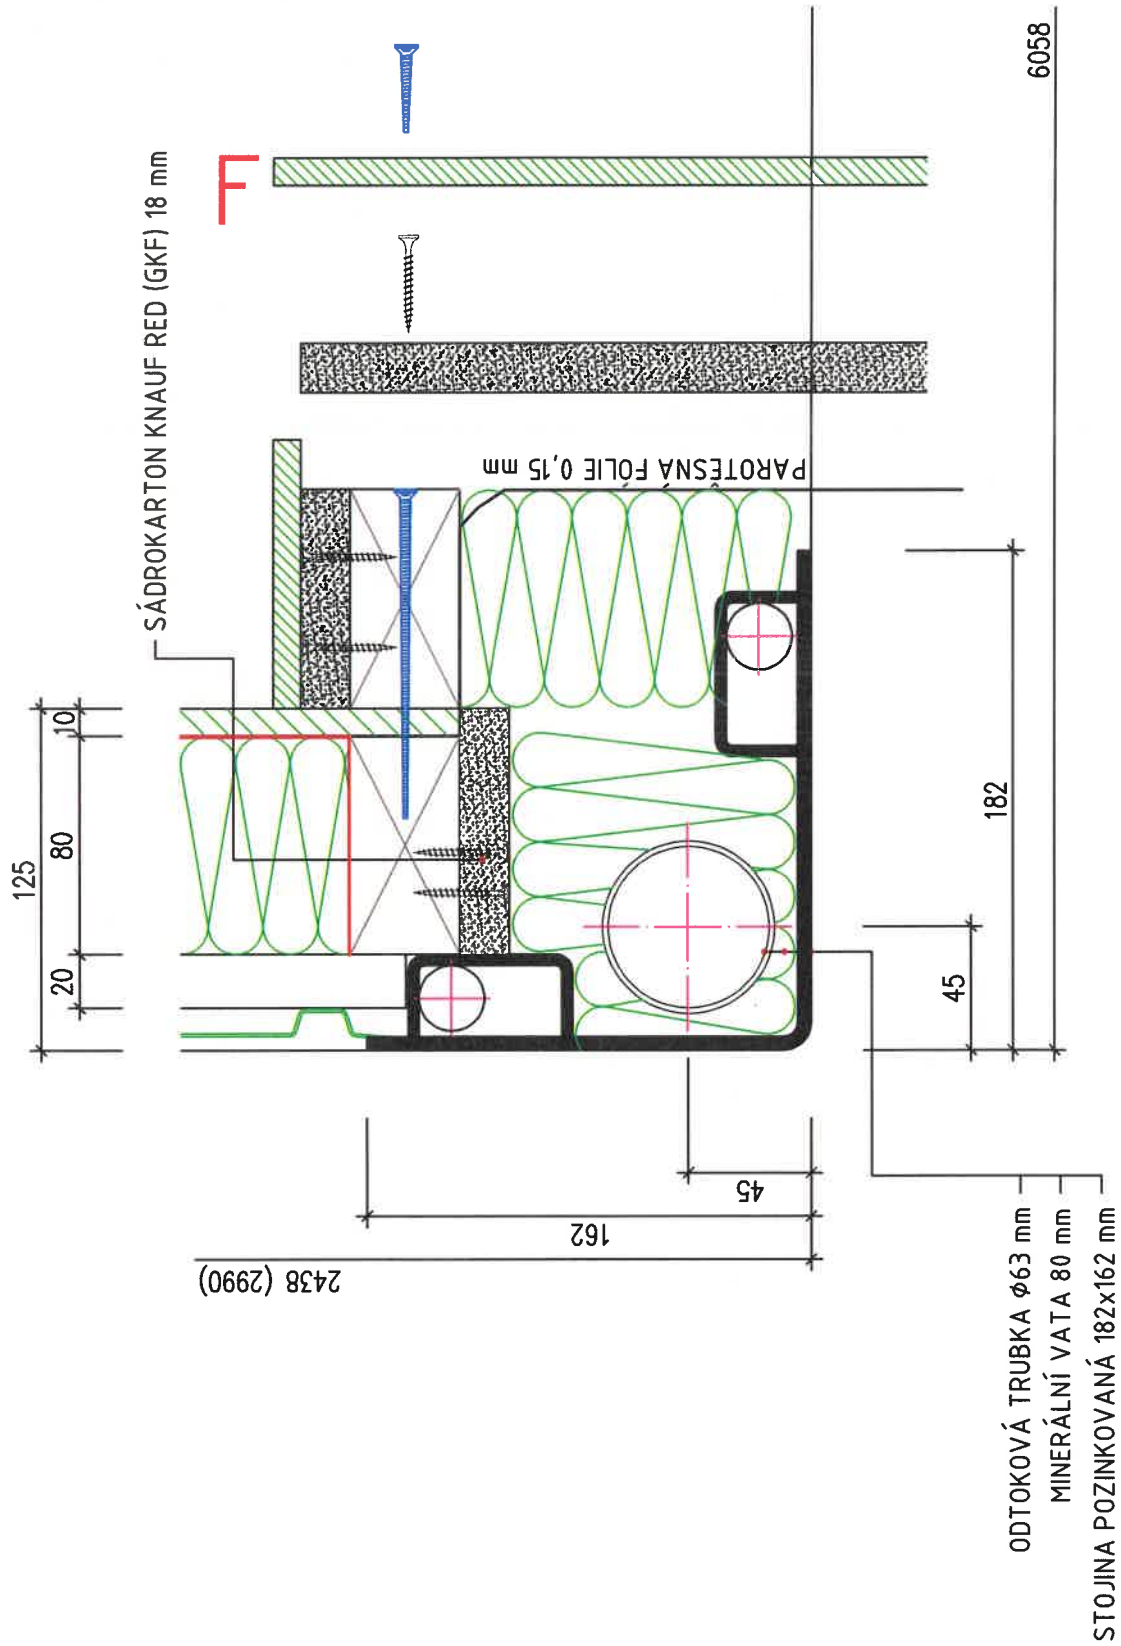 SÁDROKARTON KNAUF RED (GKF) 18 mm
F
PAROTĚSNÁ FÓLIE 0,15 mm
125
20
80
10
6058
182
45
45
162
2438 (2990)
ODTOKOVÁ TRUBKA Ø63 mm
MINERÁLNÍ VATA 80 mm
STOJINA POZINKOVANÁ 182x162 mm